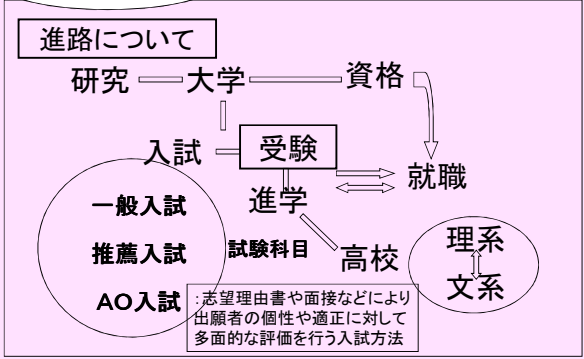 進路について
研究
大学
資格
入試
受験
就職
一般入試
進学
推薦入試
試験科目
高校
理系
文系
AO入試
:志望理由書や面接などにより
出願者の個性や適正に対して
多面的な評価を行う入試方法